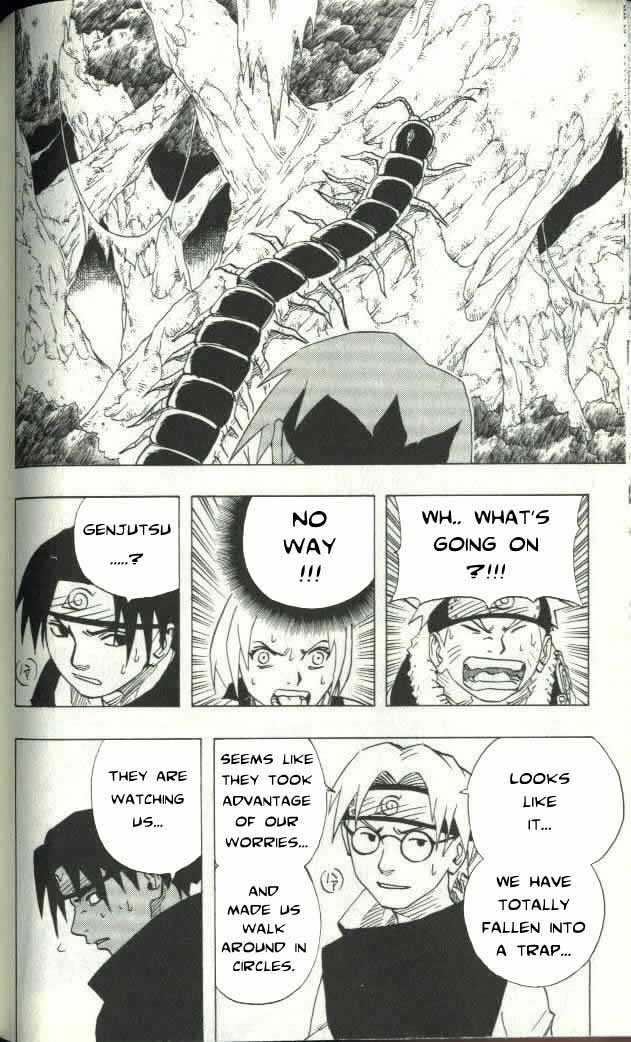 WH.. WHAT'S
GOING ON
?!!!
NO
WAY
!!!
GENJUTSU
.....?
LOOKS
LIKE
IT...
WE HAVE
TOTALLY
FALLEN INTO
A TRAP...
SEEMS LIKE
THEY TOOK
ADVANTAGE
OF OUR
WORRIES...
AND
MADE US
WALK
AROUND IN
CIRCLES.
THEY ARE
WATCHING
US...